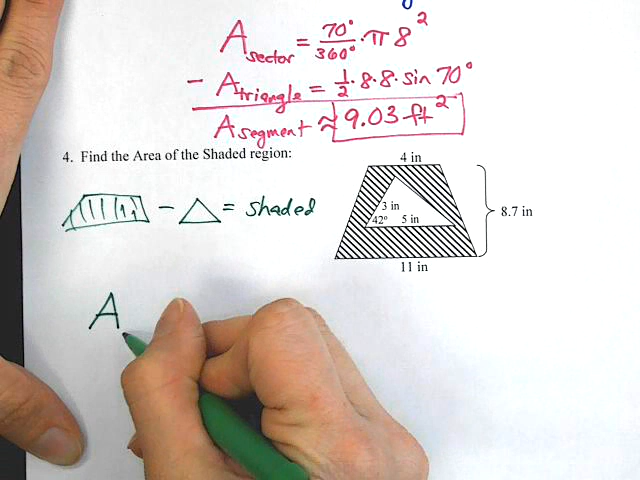 A sector = 70°/360° · π 8²
- A triangle = 1/2 · 8 · 8 · sin 70°
A segment ≈ 9.03 ft²
4. Find the Area of the Shaded region:
4 in
- = shaded
3 in
42° 5 in
8.7 in
11 in
A